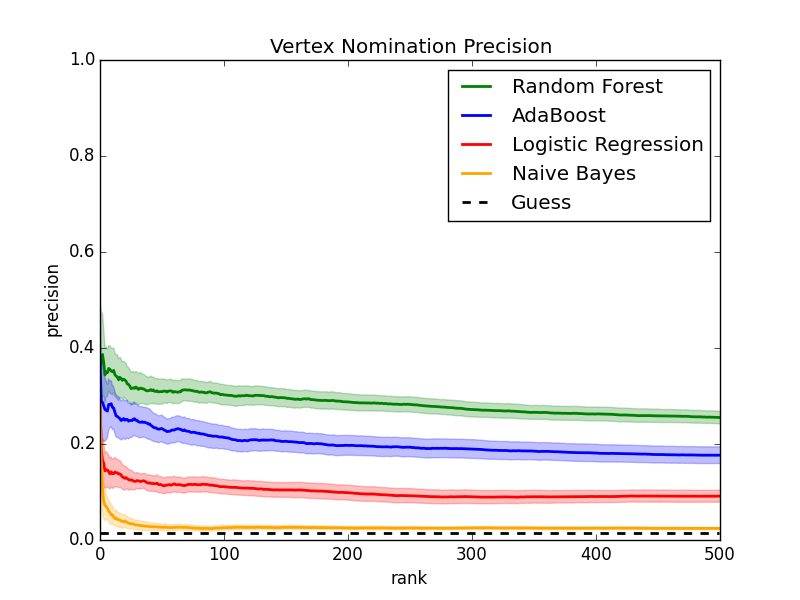 Vertex Nomination Precision
1.0
0.8
0.6
0.4
0.2
0.0
precision
Random Forest
AdaBoost
Logistic Regression
Naive Bayes
Guess
0
100
200
300
400
500
rank